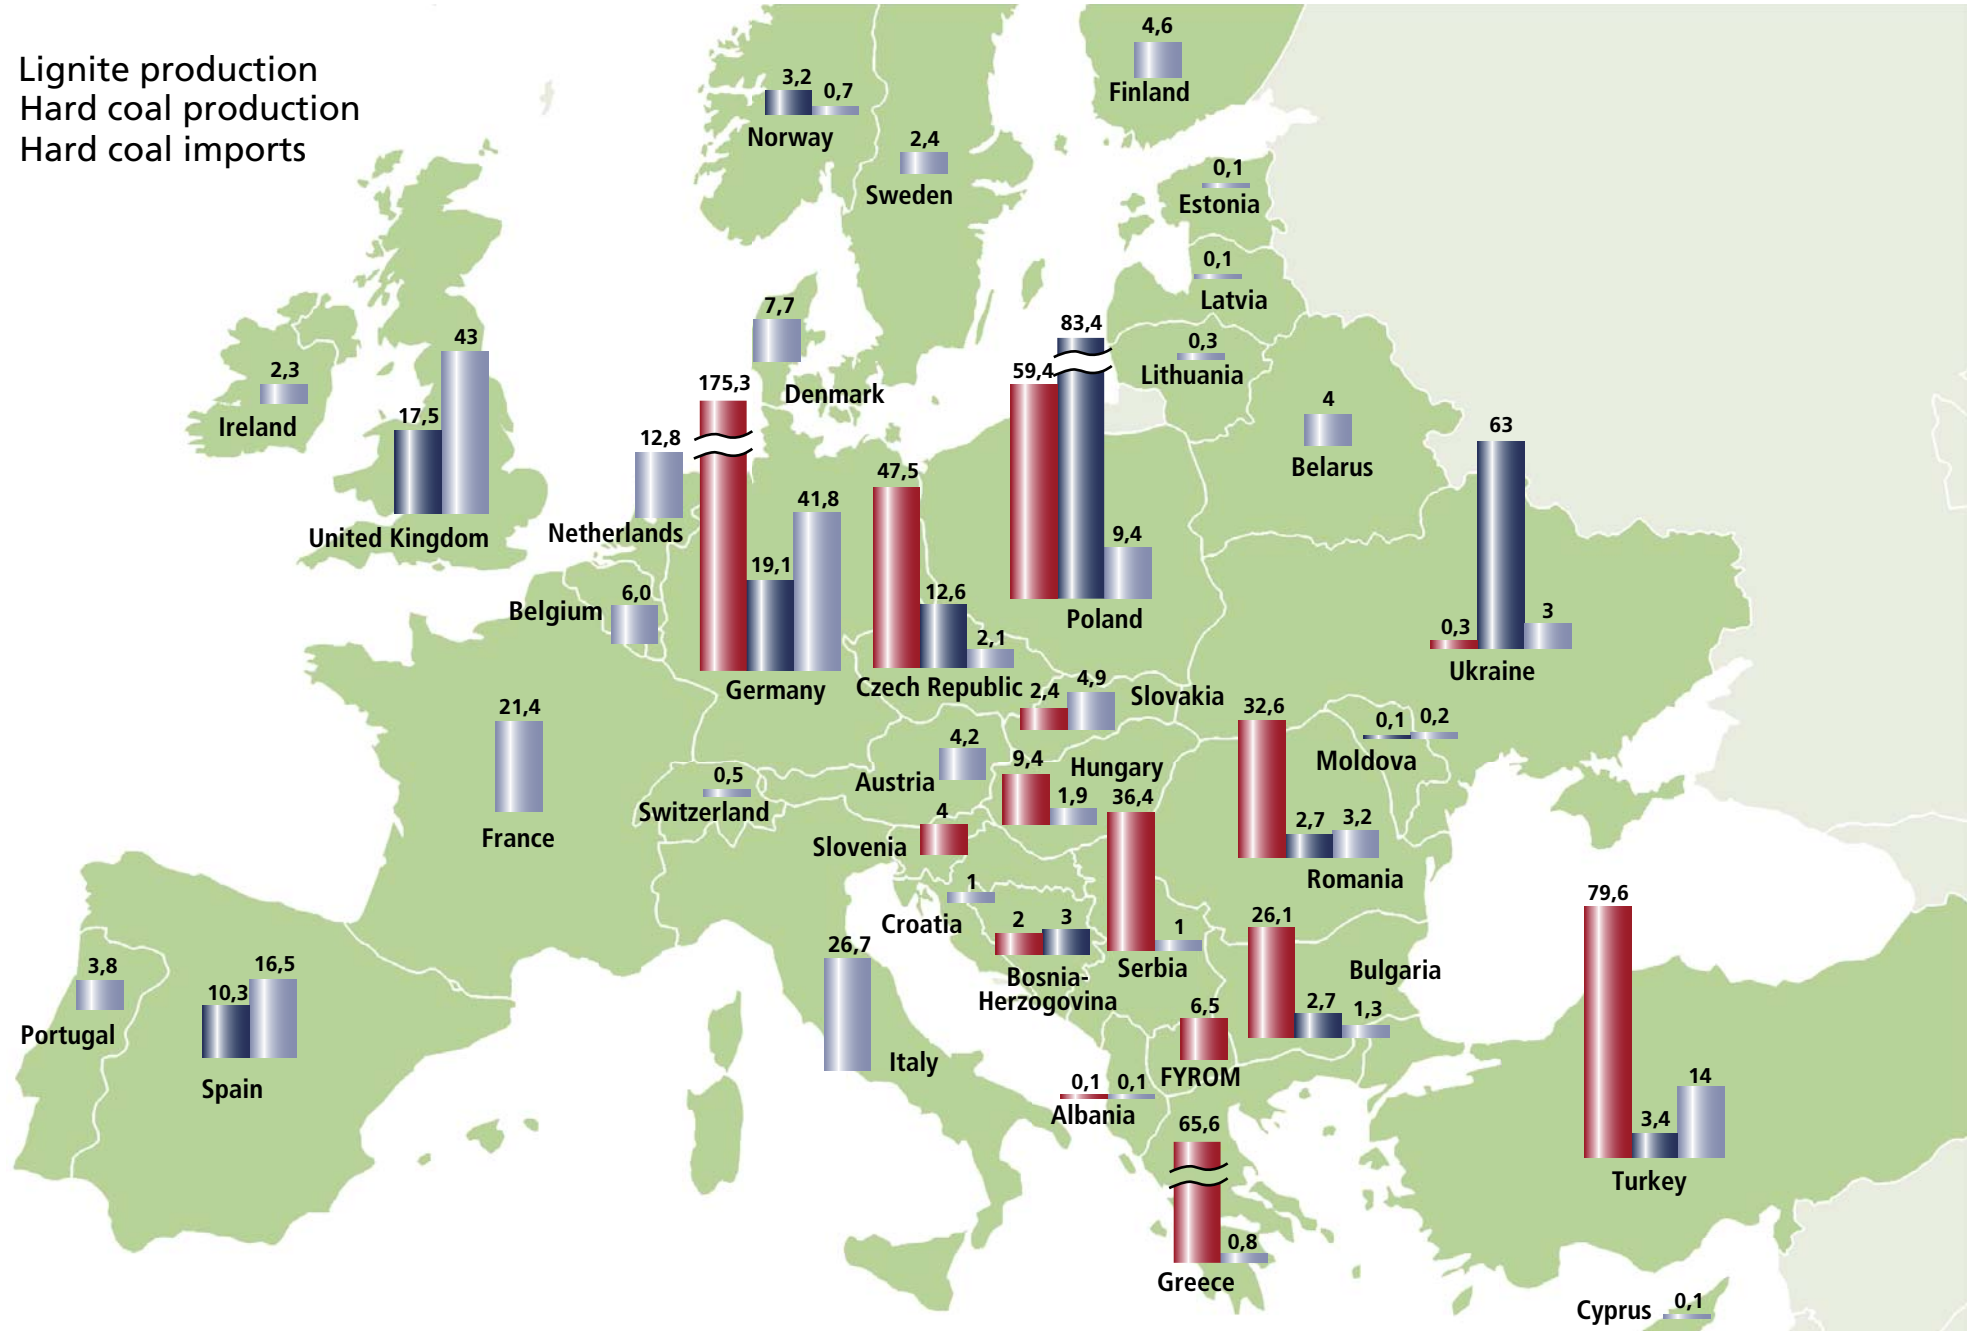 Lignite production
Hard coal production
Hard coal imports
4,6
Finland
3,2
0,7
Norway
2,4
Sweden
0,1
Estonia
0,1
Latvia
0,3
Lithuania
7,7
Denmark
2,3
Ireland
17,5
43
United Kingdom
12,8
Netherlands
175,3
19,1
41,8
Germany
47,5
12,6
2,1
Czech Republic
59,4
83,4
9,4
Poland
4
Belarus
0,3
63
3
Ukraine
6,0
Belgium
21,4
France
0,5
Switzerland
4,2
Austria
2,4
4,9
Slovakia
9,4
1,9
Hungary
4
Slovenia
1
Croatia
2
3
Bosnia-
Herzogovina
36,4
1
Serbia
32,6
2,7
3,2
Romania
0,1
0,2
Moldova
26,1
2,7
1,3
Bulgaria
6,5
FYROM
0,1
0,1
Albania
65,6
0,8
Greece
79,6
3,4
14
Turkey
0,1
Cyprus
26,7
Italy
3,8
Portugal
10,3
16,5
Spain